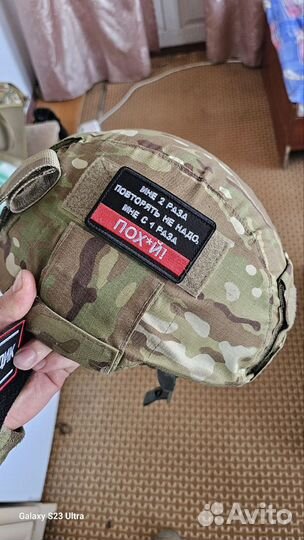 МНЕ 2 РАЗА
ПОВТОРЯТЬ НЕ НАДО,
МНЕ С 1 РАЗА
ПОХ*Й!
Galaxy S23 Ultra
Avito